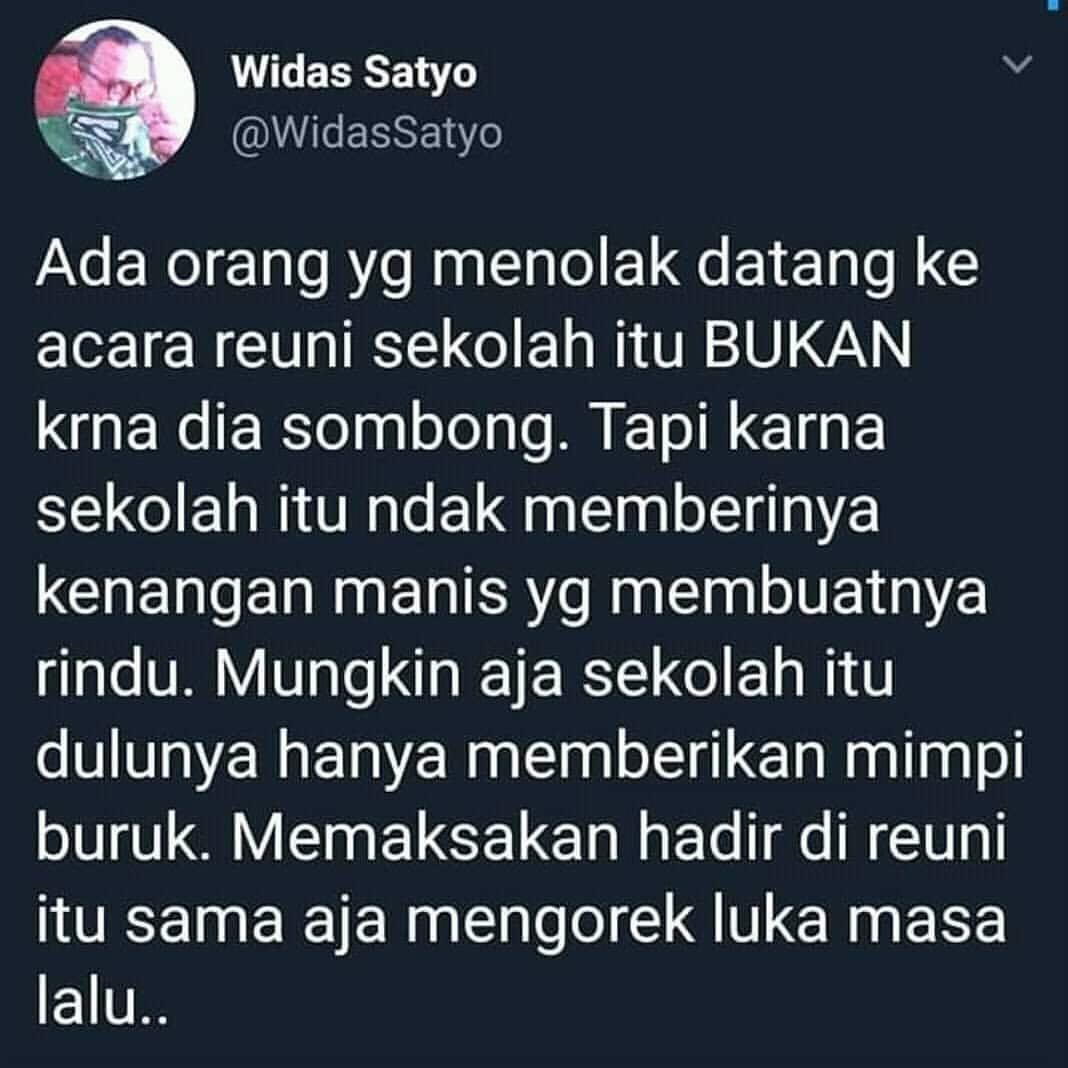 Widas Satyo
@WidasSatyo
Ada orang yg menolak datang ke
acara reuni sekolah itu BUKAN
krna dia sombong. Tapi karna
sekolah itu ndak memberinya
kenangan manis yg membuatnya
rindu. Mungkin aja sekolah itu
dulunya hanya memberikan mimpi
buruk. Memaksakan hadir di reuni
itu sama aja mengorek luka masa
lalu..